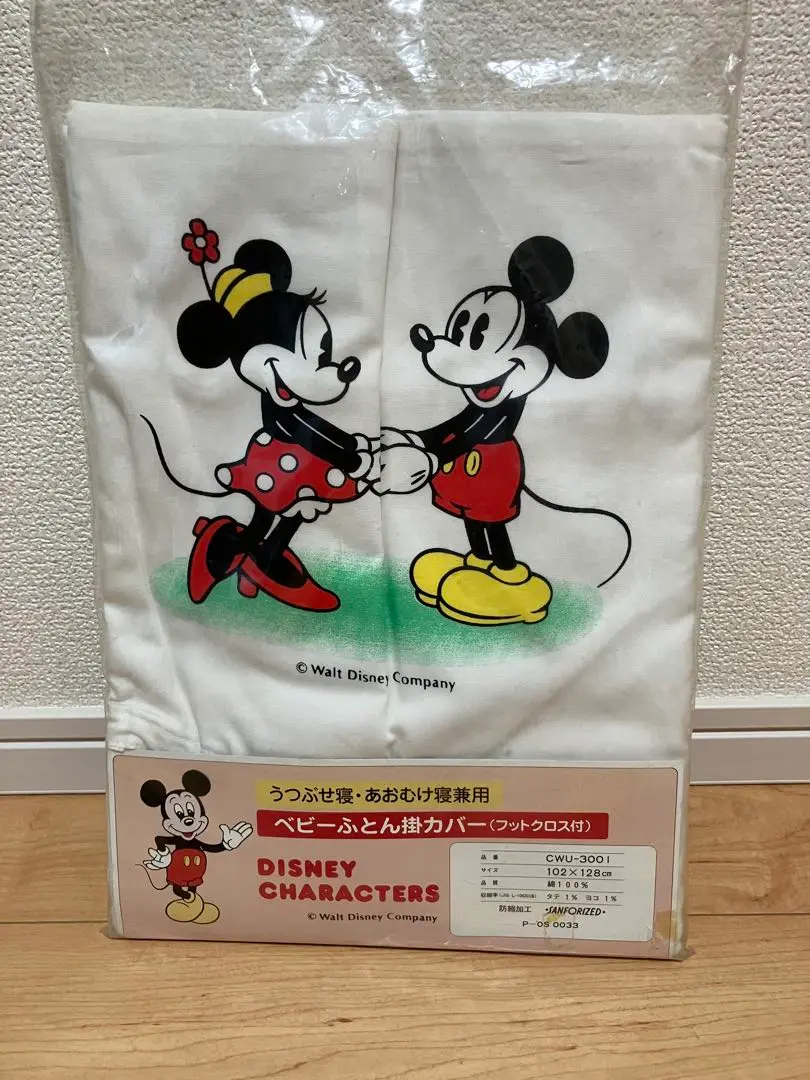 © Walt Disney Company
うつぶせ寝・あおむけ寝兼用
ベビーふとん掛カバー(フットクロス付)
DISNEY
CHARACTERS
© Walt Disney Company
品番 CWU-3001
サイズ 102×128cm
品質 綿100%
収縮率 タテ 1% ヨコ 1%
防縮加工 •SANFORIZED•
P-OS 0033